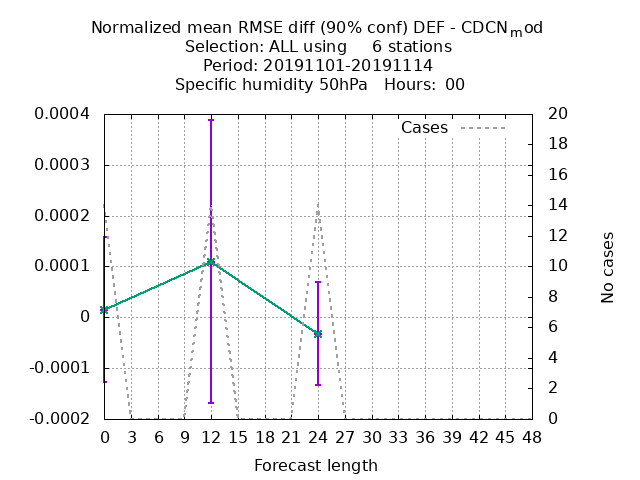 Normalized mean RMSE diff (90% conf) DEF - CDCNmod
Selection: ALL using     6 stations
Period: 20191101-20191114
Specific humidity 50hPa   Hours:  00
Cases
0.0004
0.0003
0.0002
0.0001
0
-0.0001
-0.0002
20
18
16
14
12
10
8
6
4
2
0
No cases
0 3 6 9 12 15 18 21 24 27 30 33 36 39 42 45 48
Forecast length